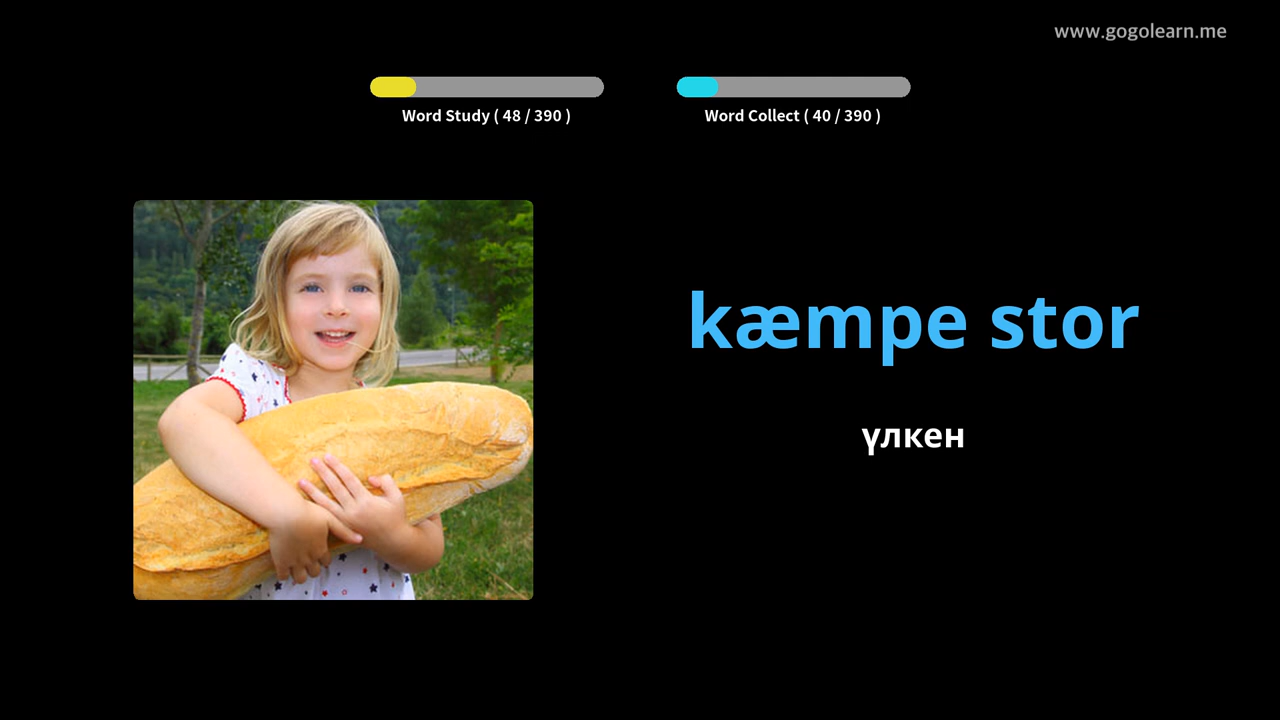 www.gogolearn.me
Word Study ( 48 / 390 )
Word Collect ( 40 / 390 )
kæmpe stor
үлкен